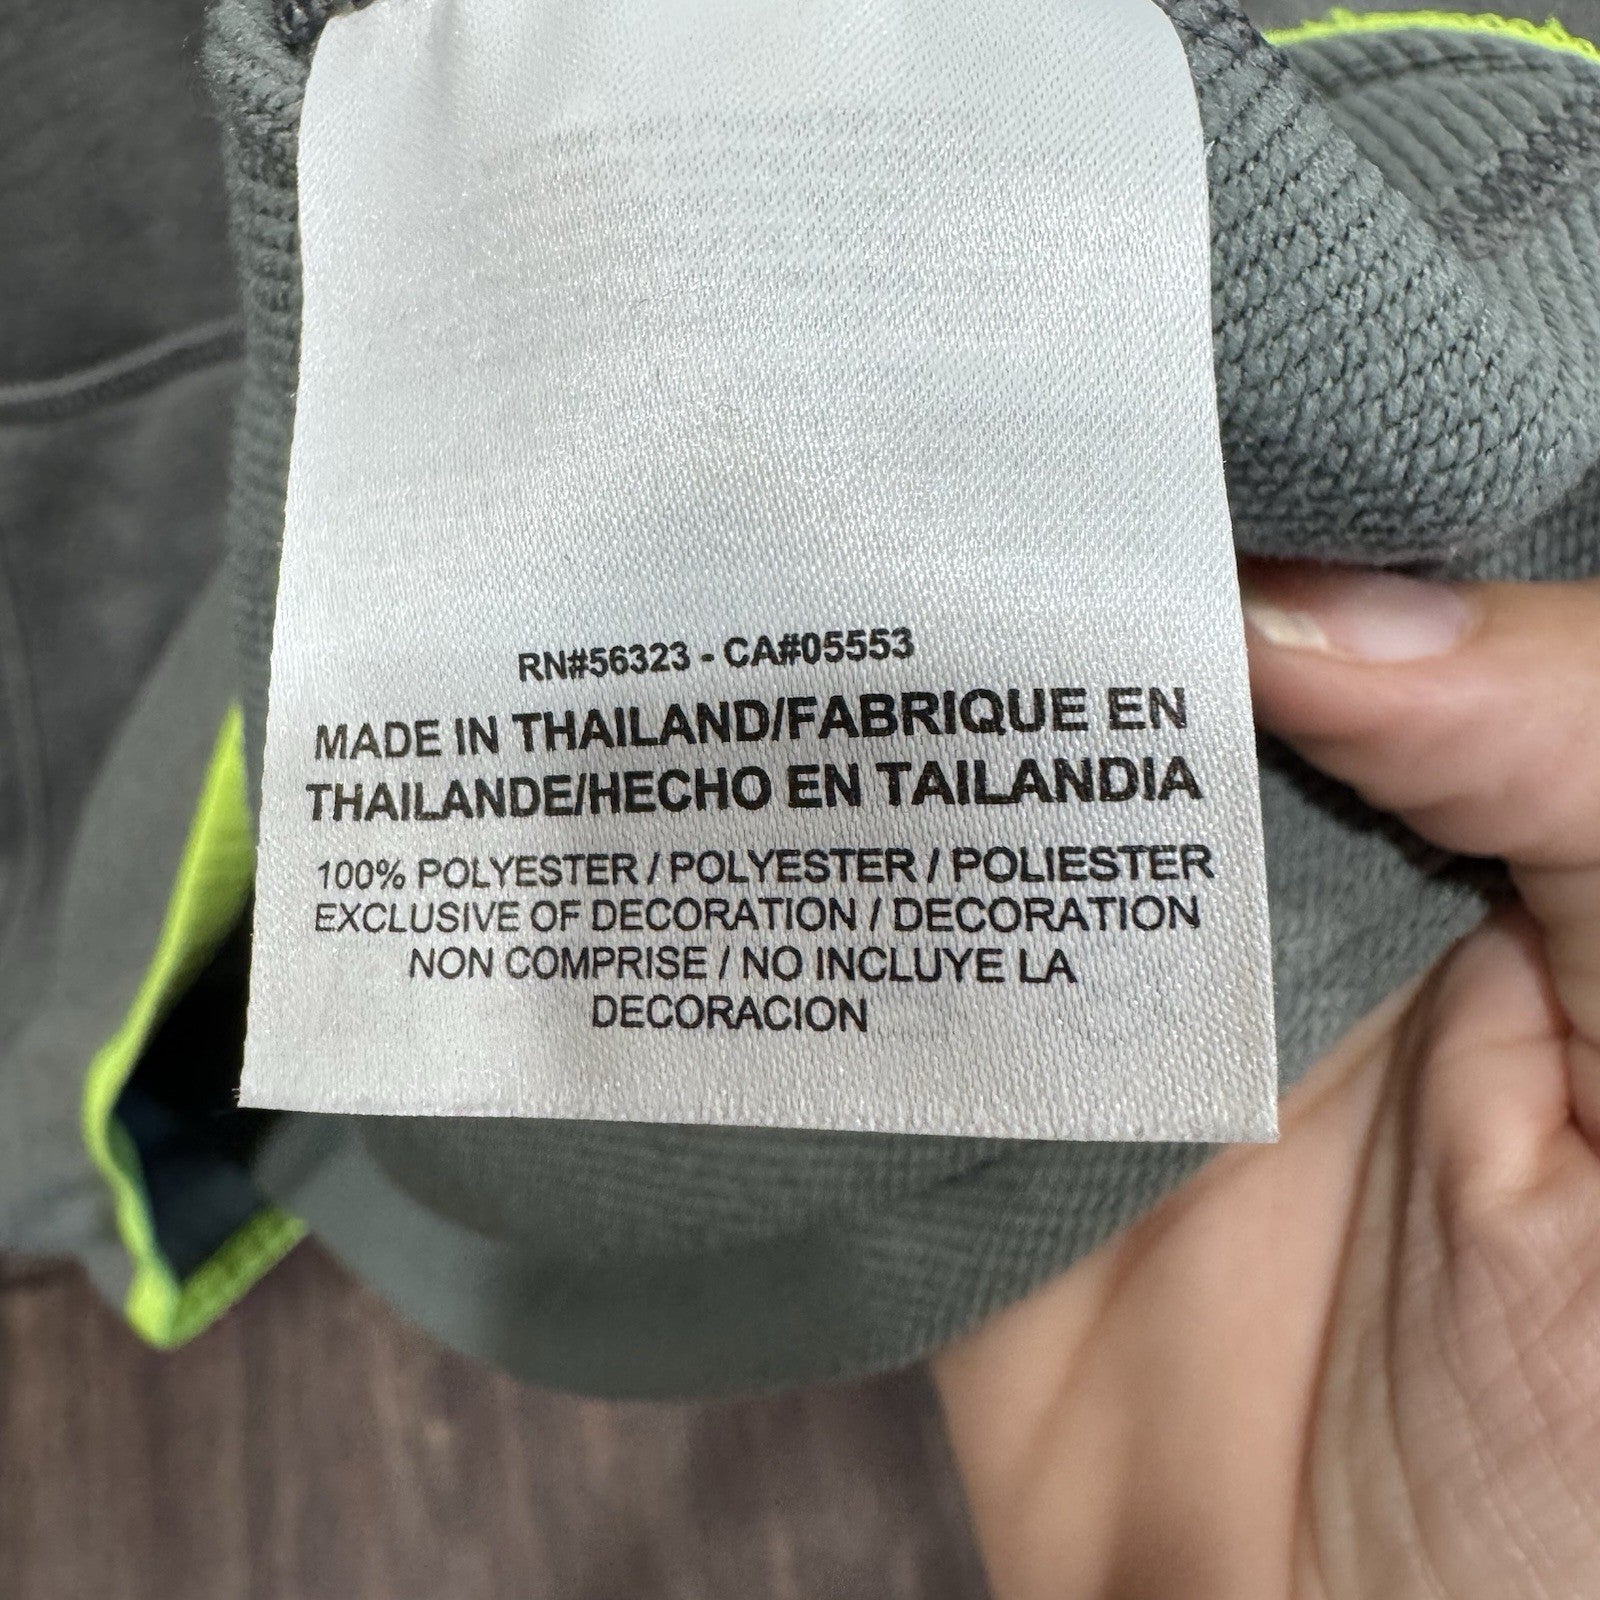 RN#56323 - CA#05553
MADE IN THAILAND/FABRIQUE EN
THAILANDE/HECHO EN TAILANDIA
100% POLYESTER / POLYESTER / POLIESTER
EXCLUSIVE OF DECORATION / DECORATION
NON COMPRISE / NO INCLUYE LA
DECORACION